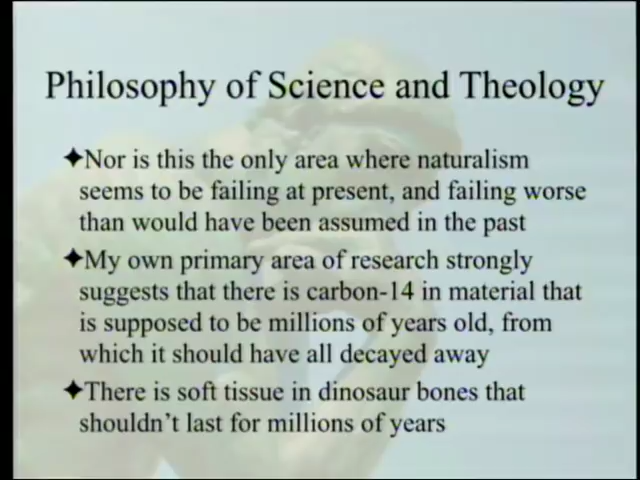 Philosophy of Science and Theology
✦Nor is this the only area where naturalism
seems to be failing at present, and failing worse
than would have been assumed in the past
✦My own primary area of research strongly
suggests that there is carbon-14 in material that
is supposed to be millions of years old, from
which it should have all decayed away
✦There is soft tissue in dinosaur bones that
shouldn't last for millions of years